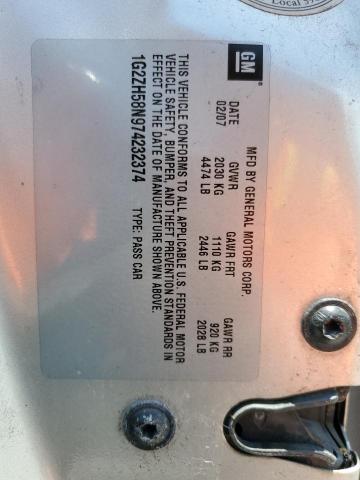 GM
MFD BY GENERAL MOTORS CORP.
DATE GVWR GAWR FRT GAWR RR
02/07 2030 KG 1110 KG 920 KG
4474 LB 2446 LB 2028 LB
THIS VEHICLE CONFORMS TO ALL APPLICABLE U.S. FEDERAL MOTOR
VEHICLE SAFETY, BUMPER, AND THEFT PREVENTION STANDARDS IN
EFFECT ON THE DATE OF MANUFACTURE SHOWN ABOVE.
1G2ZH58N974232374 TYPE: PASS CAR
Local